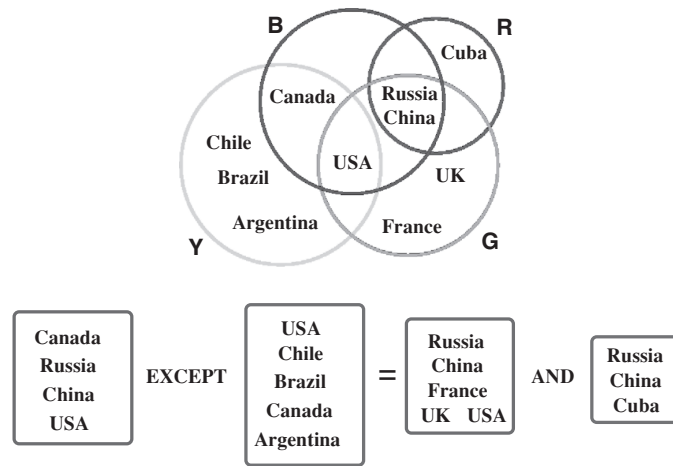 B
R
Cuba
Canada
Russia
China
Chile
USA
UK
Brazil
Argentina
France
Y
G
Canada
Russia
China
USA
EXCEPT
USA
Chile
Brazil
Canada
Argentina
=
Russia
China
France
UK USA
AND
Russia
China
Cuba